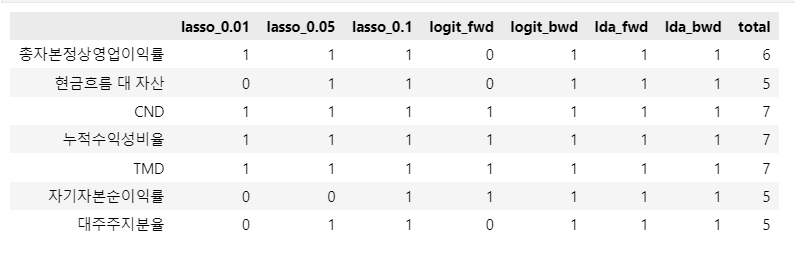 lasso_0.01 lasso_0.05 lasso_0.1 logit_fwd logit_bwd lda_fwd lda_bwd total
총자본정상영업이익률 1 1 1 0 1 1 1 6
현금흐름 대 자산 0 1 1 0 1 1 1 5
CND 1 1 1 1 1 1 1 7
누적수익성비율 1 1 1 1 1 1 1 7
TMD 1 1 1 1 1 1 1 7
자기자본순이익률 0 0 1 1 1 1 1 5
대주주지분율 0 1 1 0 1 1 1 5